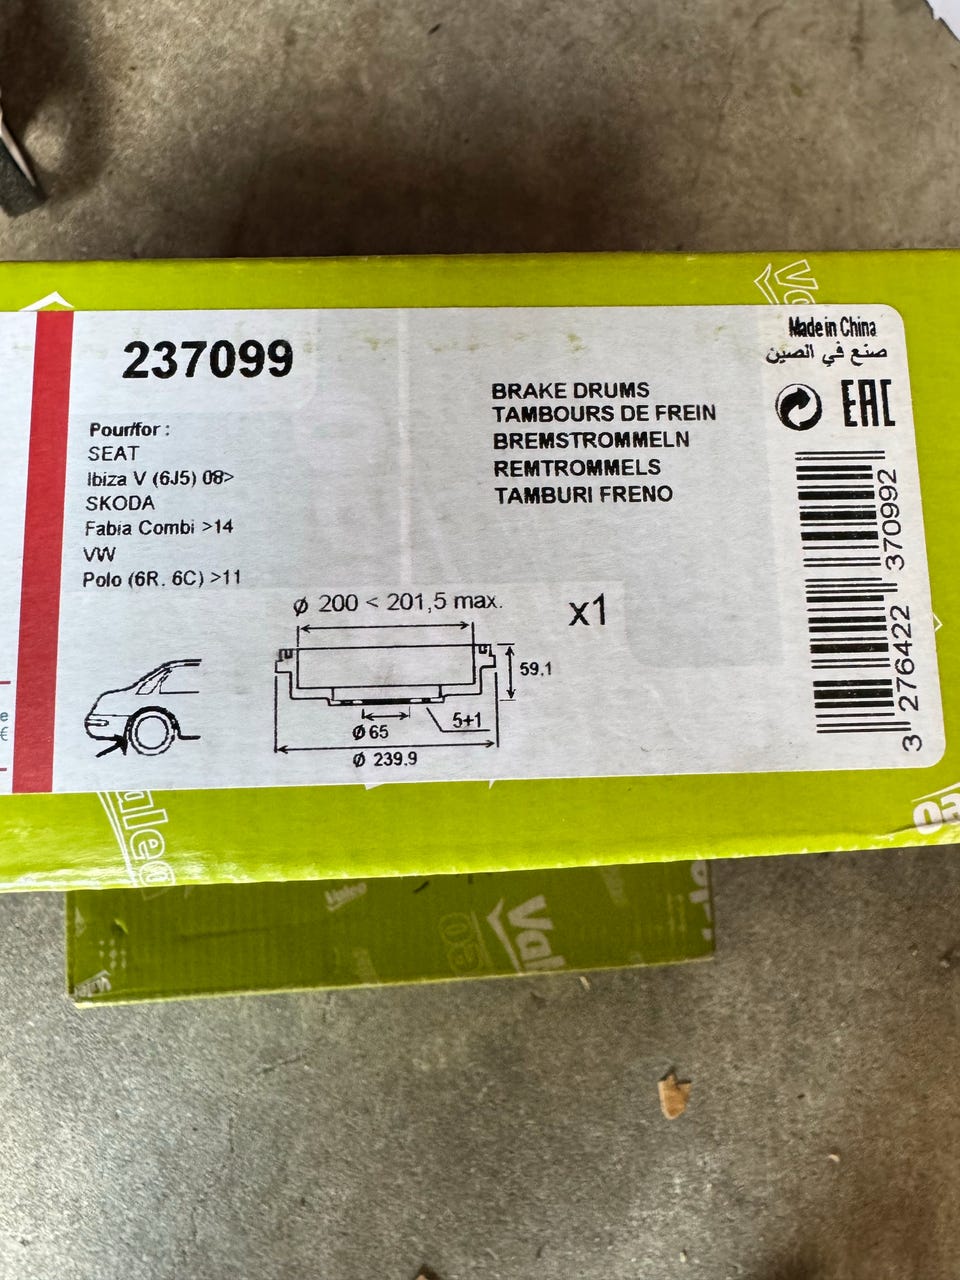 237099
Pour/for :
SEAT
Ibiza V (6J5) 08>
SKODA
Fabia Combi >14
VW
Polo (6R. 6C) >11
BRAKE DRUMS
TAMBOURS DE FREIN
BREMSTROMMELN
REMTROMMELS
TAMBURI FRENO
Made in China
صنع في الصين
EAC
Ø 200 < 201,5 max.
x1
59,1
5+1
Ø 65
Ø 239,9
3 276422 370992
Valeo
Valeo